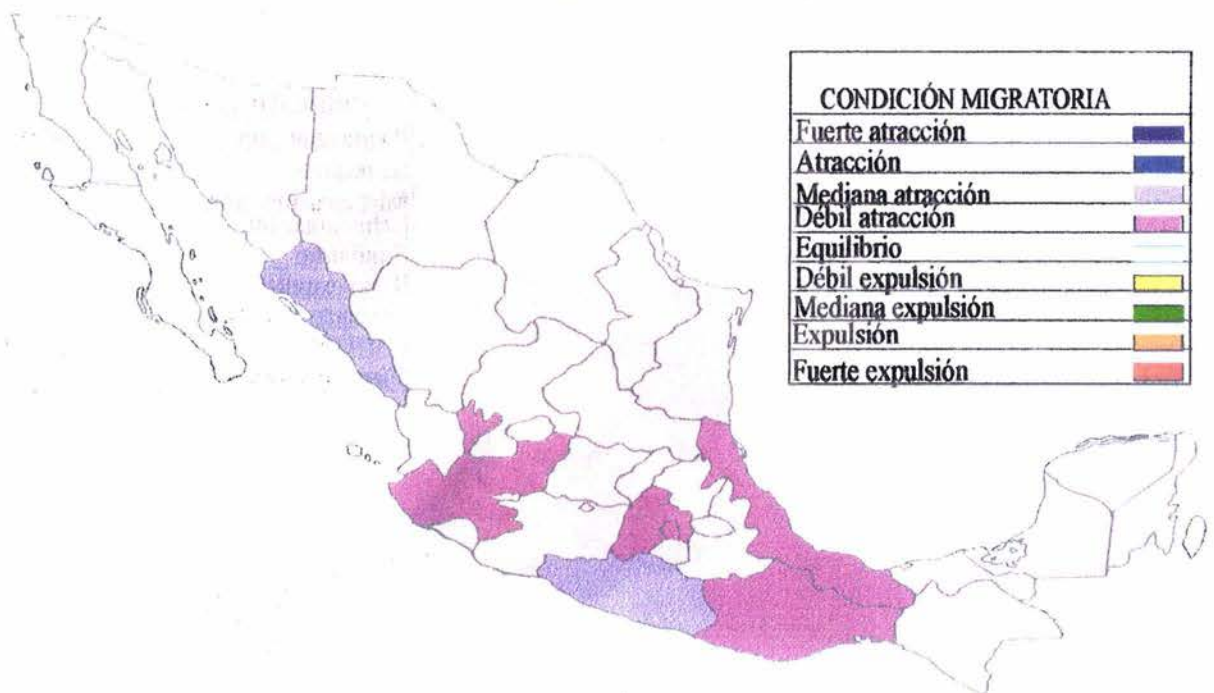 CONDICIÓN MIGRATORIA
Fuerte atracción
Atracción
Mediana atracción
Débil atracción
Equilibrio
Débil expulsión
Mediana expulsión
Expulsión
Fuerte expulsión